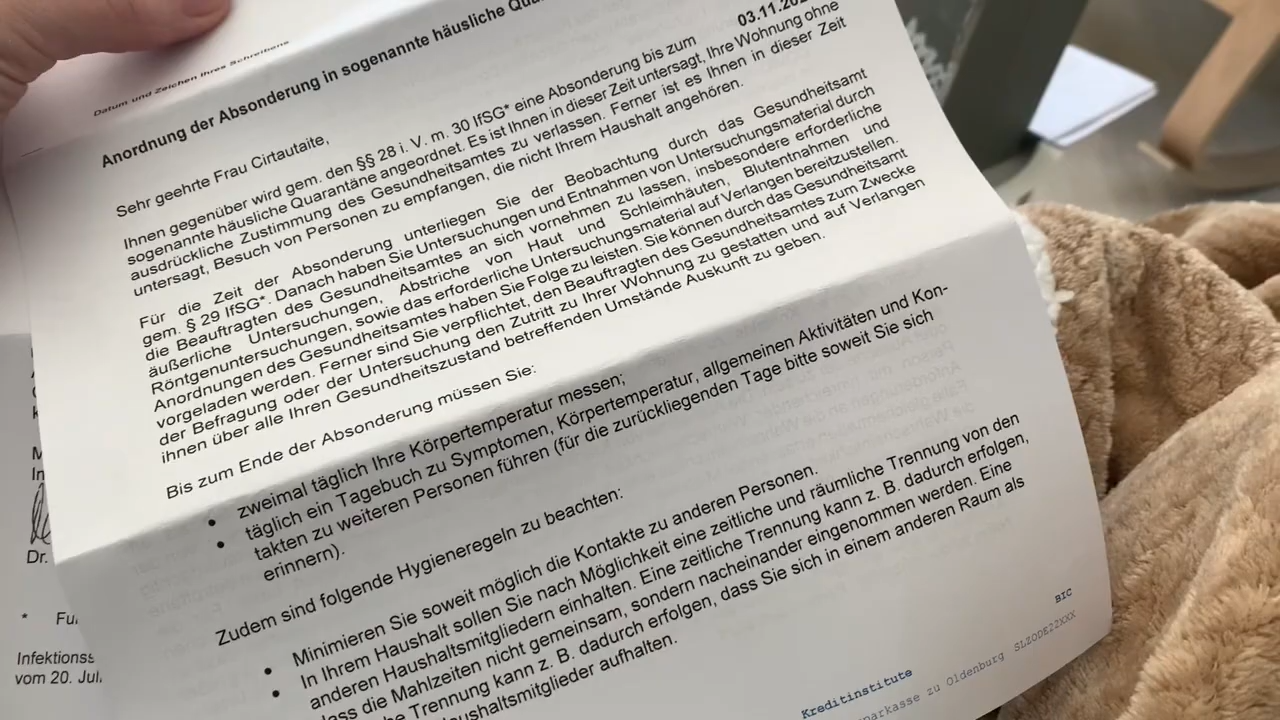 Datum und Zeichen Ihres Schreibens
Anordnung der Absonderung in sogenannte häusliche
Sehr geehrte Frau Cirtautaite,
03.11.
Ihnen gegenüber wird gem. den §§ 28 i. V. m. 30 IfSG* eine Absonderung bis zum
sogenannte häusliche Quarantäne angeordnet. Es ist Ihnen in dieser Zeit untersagt, Ihre Wohnung ohne
ausdrückliche Zustimmung des Gesundheitsamtes zu verlassen. Ferner ist es Ihnen in dieser Zeit
untersagt, Besuch von Personen zu empfangen, die nicht Ihrem Haushalt angehören.
Für die Zeit der Absonderung unterliegen Sie der Beobachtung durch das Gesundheitsamt
gem. § 29 IfSG*. Danach haben Sie Untersuchungen und Entnahmen von Untersuchungsmaterial durch
die Beauftragten des Gesundheitsamtes an sich vornehmen zu lassen, insbesondere erforderliche
äußerliche Untersuchungen, Abstriche von Haut und Schleimhäuten, Blutentnahmen und
Röntgenuntersuchungen, sowie das erforderliche Untersuchungsmaterial auf Verlangen bereitzustellen.
Anordnungen des Gesundheitsamtes haben Sie Folge zu leisten. Sie können durch das Gesundheitsamt
vorgeladen werden. Ferner sind Sie verpflichtet, den Beauftragten des Gesundheitsamtes zum Zwecke
der Befragung oder der Untersuchung den Zutritt zu Ihrer Wohnung zu gestatten und auf Verlangen
ihnen über alle Ihren Gesundheitszustand betreffenden Umstände Auskunft zu geben.
Bis zum Ende der Absonderung müssen Sie:
• zweimal täglich Ihre Körpertemperatur messen;
• täglich ein Tagebuch zu Symptomen, Körpertemperatur, allgemeinen Aktivitäten und Kon-
takten zu weiteren Personen führen (für die zurückliegenden Tage bitte soweit Sie sich
erinnern).
Zudem sind folgende Hygieneregeln zu beachten:
• Minimieren Sie soweit möglich die Kontakte zu anderen Personen.
• In Ihrem Haushalt sollen Sie nach Möglichkeit eine zeitliche und räumliche Trennung von den
anderen Haushaltsmitgliedern einhalten. Eine zeitliche Trennung kann z. B. dadurch erfolgen,
dass die Mahlzeiten nicht gemeinsam, sondern nacheinander eingenommen werden. Eine
he Trennung kann z. B. dadurch erfolgen, dass Sie sich in einem anderen Raum als
aushaltsmitglieder aufhalten.
Kreditinstitute
BIC
sparkasse zu Oldenburg SLZODE22XXX
Dr.
* Fu
Infektionss
vom 20. Jul